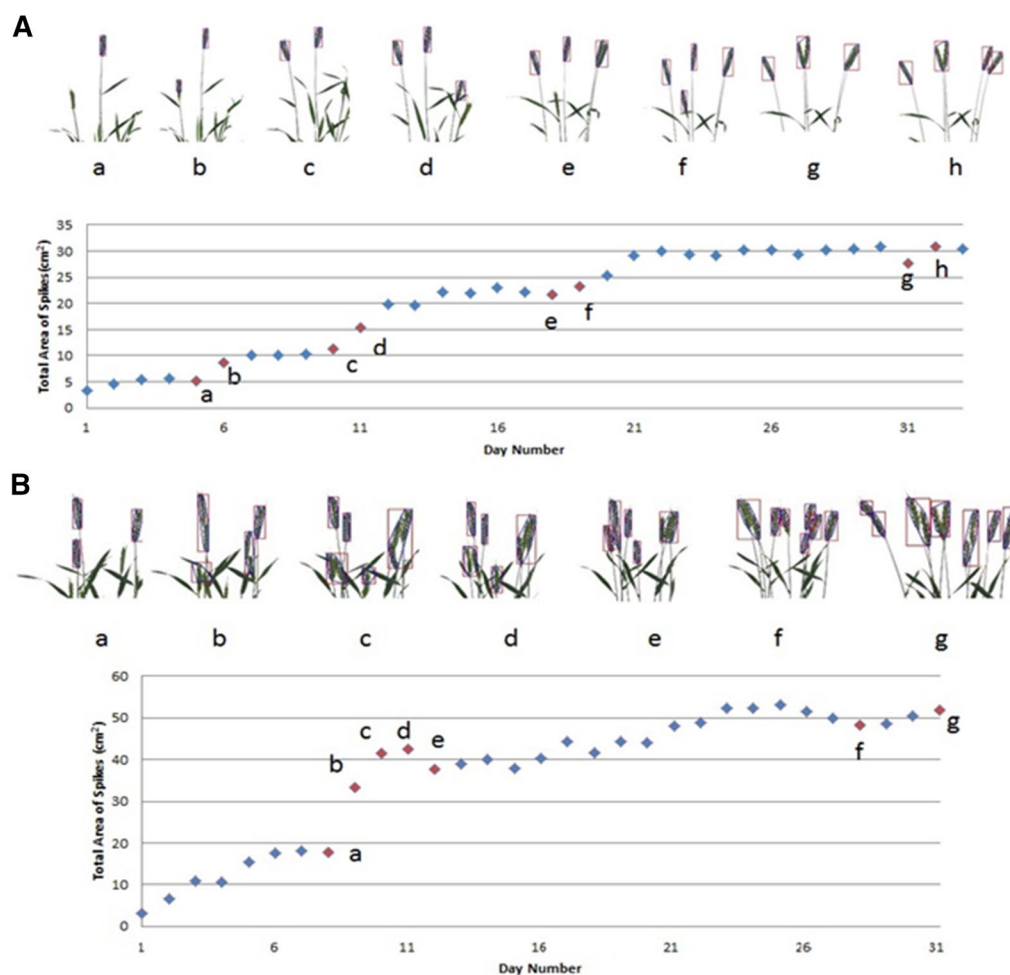 A
a b c d e f g h
Total Area of Spikes(cm²)
35
30
25
20
15
10
5
0
a
b
c
d
e
f
g
h
1 6 11 16 21 26 31
Day Number
B
a b c d e f g
Total Area of Spikes (cm²)
60
50
40
30
20
10
0
a
b
c
d
e
f
g
1 6 11 16 21 26 31
Day Number